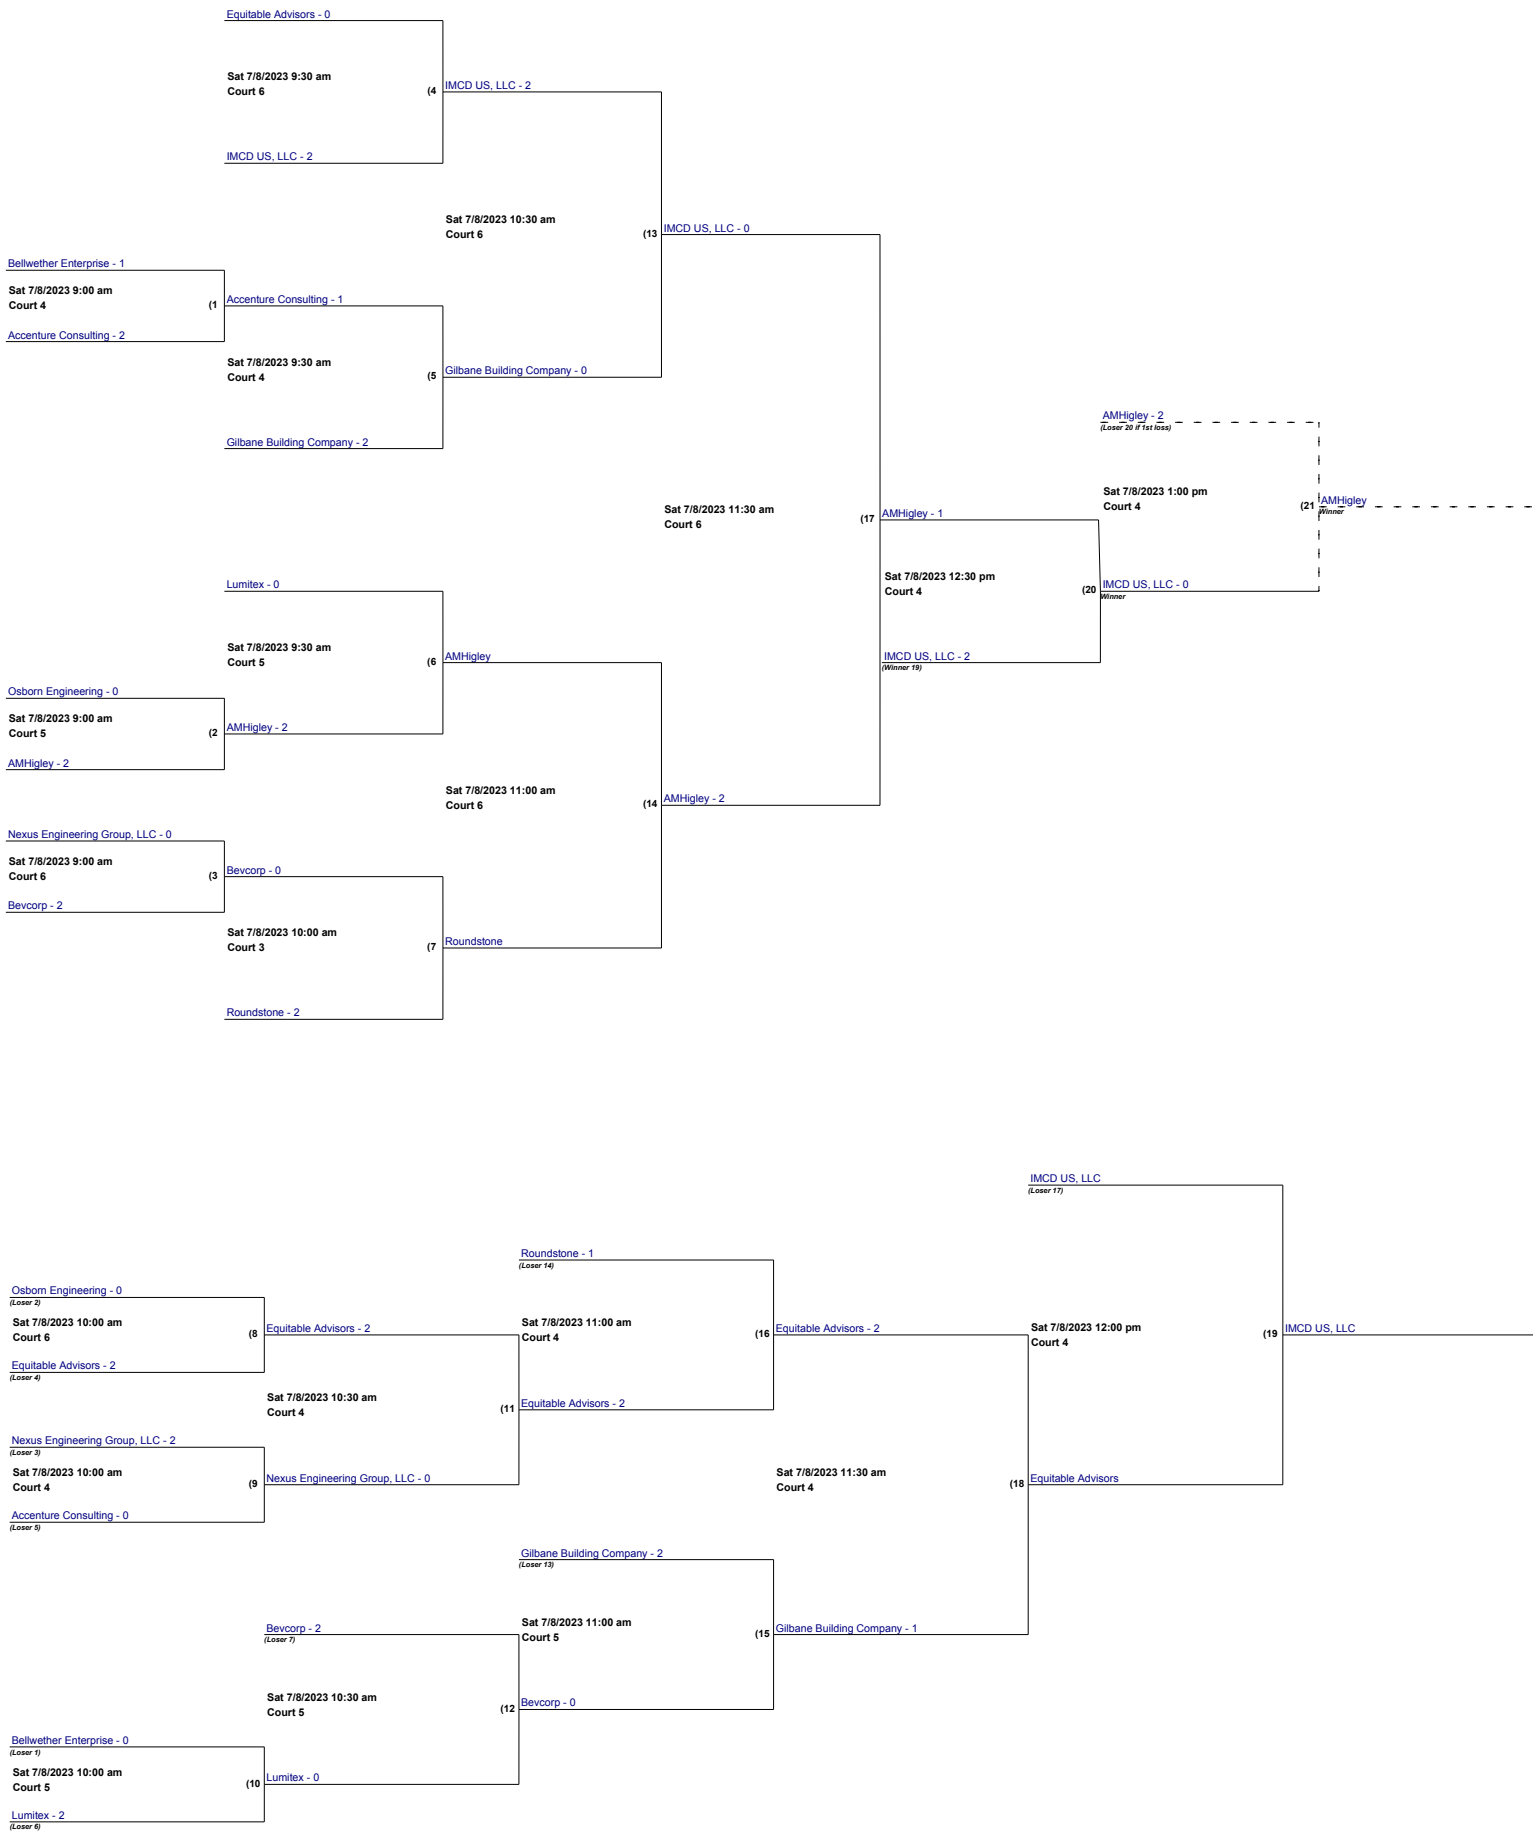 Equitable Advisors - 0
Sat 7/8/2023 9:30 am
Court 6
(4
IMCD US, LLC - 2
IMCD US, LLC - 2
Sat 7/8/2023 10:30 am
Court 6
(13
IMCD US, LLC - 0
Bellwether Enterprise - 1
Sat 7/8/2023 9:00 am
Court 4
(1
Accenture Consulting - 1
Accenture Consulting - 2
Sat 7/8/2023 9:30 am
Court 4
(5
Gilbane Building Company - 0
Gilbane Building Company - 2
AMHigley - 2
(Loser 20 if 1st loss)
Sat 7/8/2023 1:00 pm
Court 4
(21
AMHigley
Winner
Sat 7/8/2023 11:30 am
Court 6
(17
AMHigley - 1
Sat 7/8/2023 12:30 pm
Court 4
(20
IMCD US, LLC - 0
Winner
IMCD US, LLC - 2
(Winner 19)
Lumitex - 0
Sat 7/8/2023 9:30 am
Court 5
(6
AMHigley
Osborn Engineering - 0
Sat 7/8/2023 9:00 am
Court 5
(2
AMHigley - 2
AMHigley - 2
Sat 7/8/2023 11:00 am
Court 6
(14
AMHigley - 2
Nexus Engineering Group, LLC - 0
Sat 7/8/2023 9:00 am
Court 6
(3
Bevcorp - 0
Bevcorp - 2
Sat 7/8/2023 10:00 am
Court 3
(7
Roundstone
Roundstone - 2
IMCD US, LLC
(Loser 17)
Roundstone - 1
(Loser 14)
Osborn Engineering - 0
(Loser 2)
Sat 7/8/2023 10:00 am
Court 6
(8
Equitable Advisors - 2
Sat 7/8/2023 11:00 am
Court 4
(16
Equitable Advisors - 2
Sat 7/8/2023 12:00 pm
Court 4
(19
IMCD US, LLC
Equitable Advisors - 2
(Loser 4)
Sat 7/8/2023 10:30 am
Court 4
(11
Equitable Advisors - 2
Nexus Engineering Group, LLC - 2
(Loser 3)
Sat 7/8/2023 10:00 am
Court 4
(9
Nexus Engineering Group, LLC - 0
Sat 7/8/2023 11:30 am
Court 4
(18
Equitable Advisors
Accenture Consulting - 0
(Loser 5)
Gilbane Building Company - 2
(Loser 13)
Bevcorp - 2
(Loser 7)
Sat 7/8/2023 11:00 am
Court 5
(15
Gilbane Building Company - 1
Sat 7/8/2023 10:30 am
Court 5
(12
Bevcorp - 0
Bellwether Enterprise - 0
(Loser 1)
Sat 7/8/2023 10:00 am
Court 5
(10
Lumitex - 0
Lumitex - 2
(Loser 6)